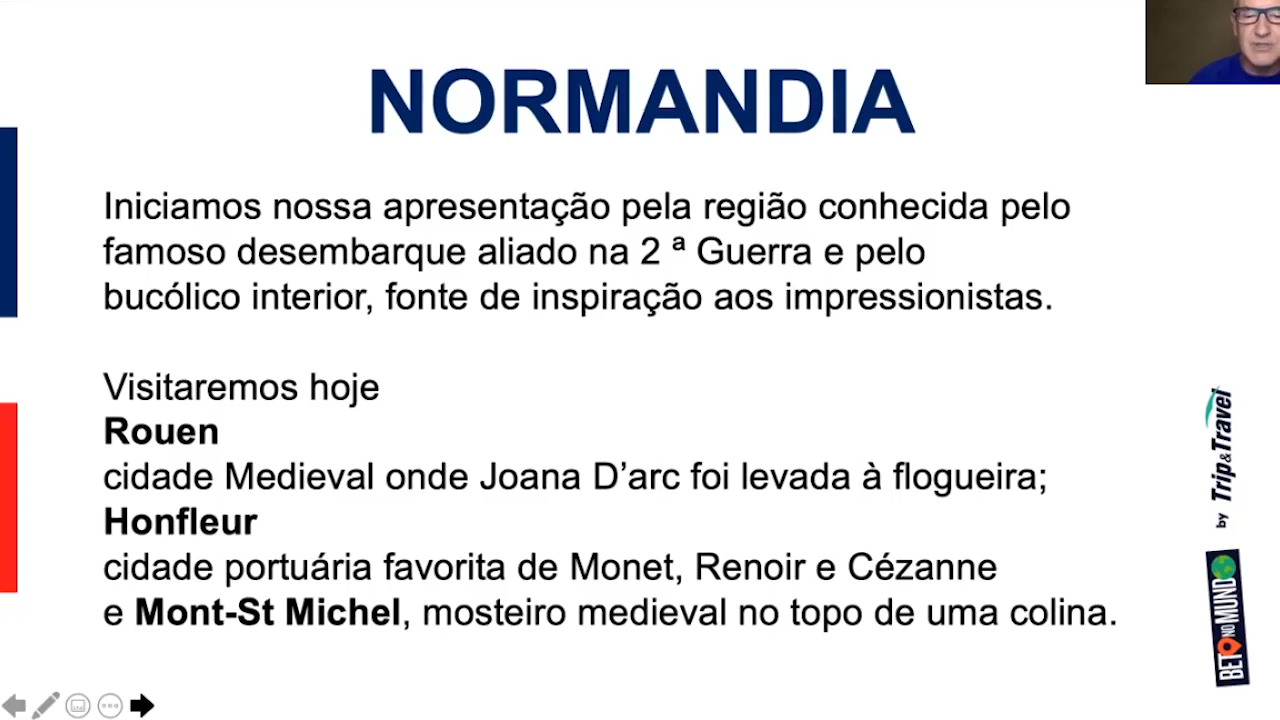 NORMANDIA
Iniciamos nossa apresentação pela região conhecida pelo
famoso desembarque aliado na 2 ª Guerra e pelo
bucólico interior, fonte de inspiração aos impressionistas.
Visitaremos hoje
Rouen
cidade Medieval onde Joana D’arc foi levada à flogueira;
Honfleur
cidade portuária favorita de Monet, Renoir e Cézanne
e Mont-St Michel, mosteiro medieval no topo de uma colina.
by Trip&Travel
BETO NO MUNDO